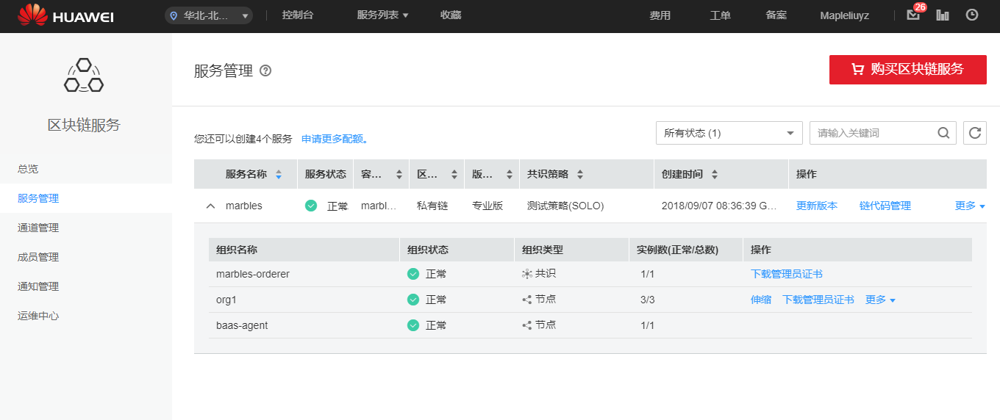 HUAWEI 华北-北... 控制台 服务列表 收藏 费用 工单 备案 Mapleliuyz 26
区块链服务
总览
服务管理
通道管理
成员管理
通知管理
运维中心
服务管理 ? 购买区块链服务
您还可以创建4个服务 申请更多配额。 所有状态 (1) 请输入关键词
服务名称 服务状态 容... 区... 版... 共识策略 创建时间 操作
marbles 正常 marbl... 私有链 专业版 测试策略(SOLO) 2018/09/07 08:36:39 G... 更新版本 链代码管理 更多
组织名称 组织状态 组织类型 实例数(正常/总数) 操作
marbles-orderer 正常 共识 1/1 下载管理员证书
org1 正常 节点 3/3 伸缩 下载管理员证书 更多
baas-agent 正常 节点 1/1